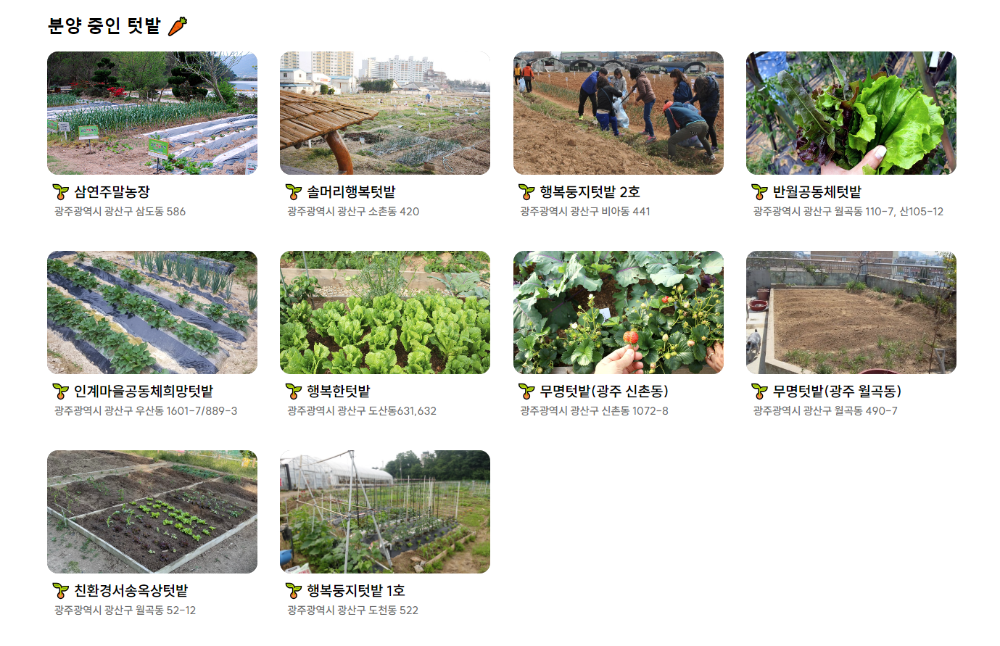 분양 중인 텃밭
삼연주말농장
광주광역시 광산구 삼도동 586
솔머리행복텃밭
광주광역시 광산구 소촌동 420
행복둥지텃밭 2호
광주광역시 광산구 비아동 441
반월공동체텃밭
광주광역시 광산구 월곡동 110-7, 산105-12
인계마을공동체희망텃밭
광주광역시 광산구 우산동 1601-7/889-3
행복한텃밭
광주광역시 광산구 도산동631,632
무명텃밭(광주 신촌동)
광주광역시 광산구 신촌동 1072-8
무명텃밭(광주 월곡동)
광주광역시 광산구 월곡동 490-7
친환경서송옥상텃밭
광주광역시 광산구 월곡동 52-12
행복둥지텃밭 1호
광주광역시 광산구 도천동 522